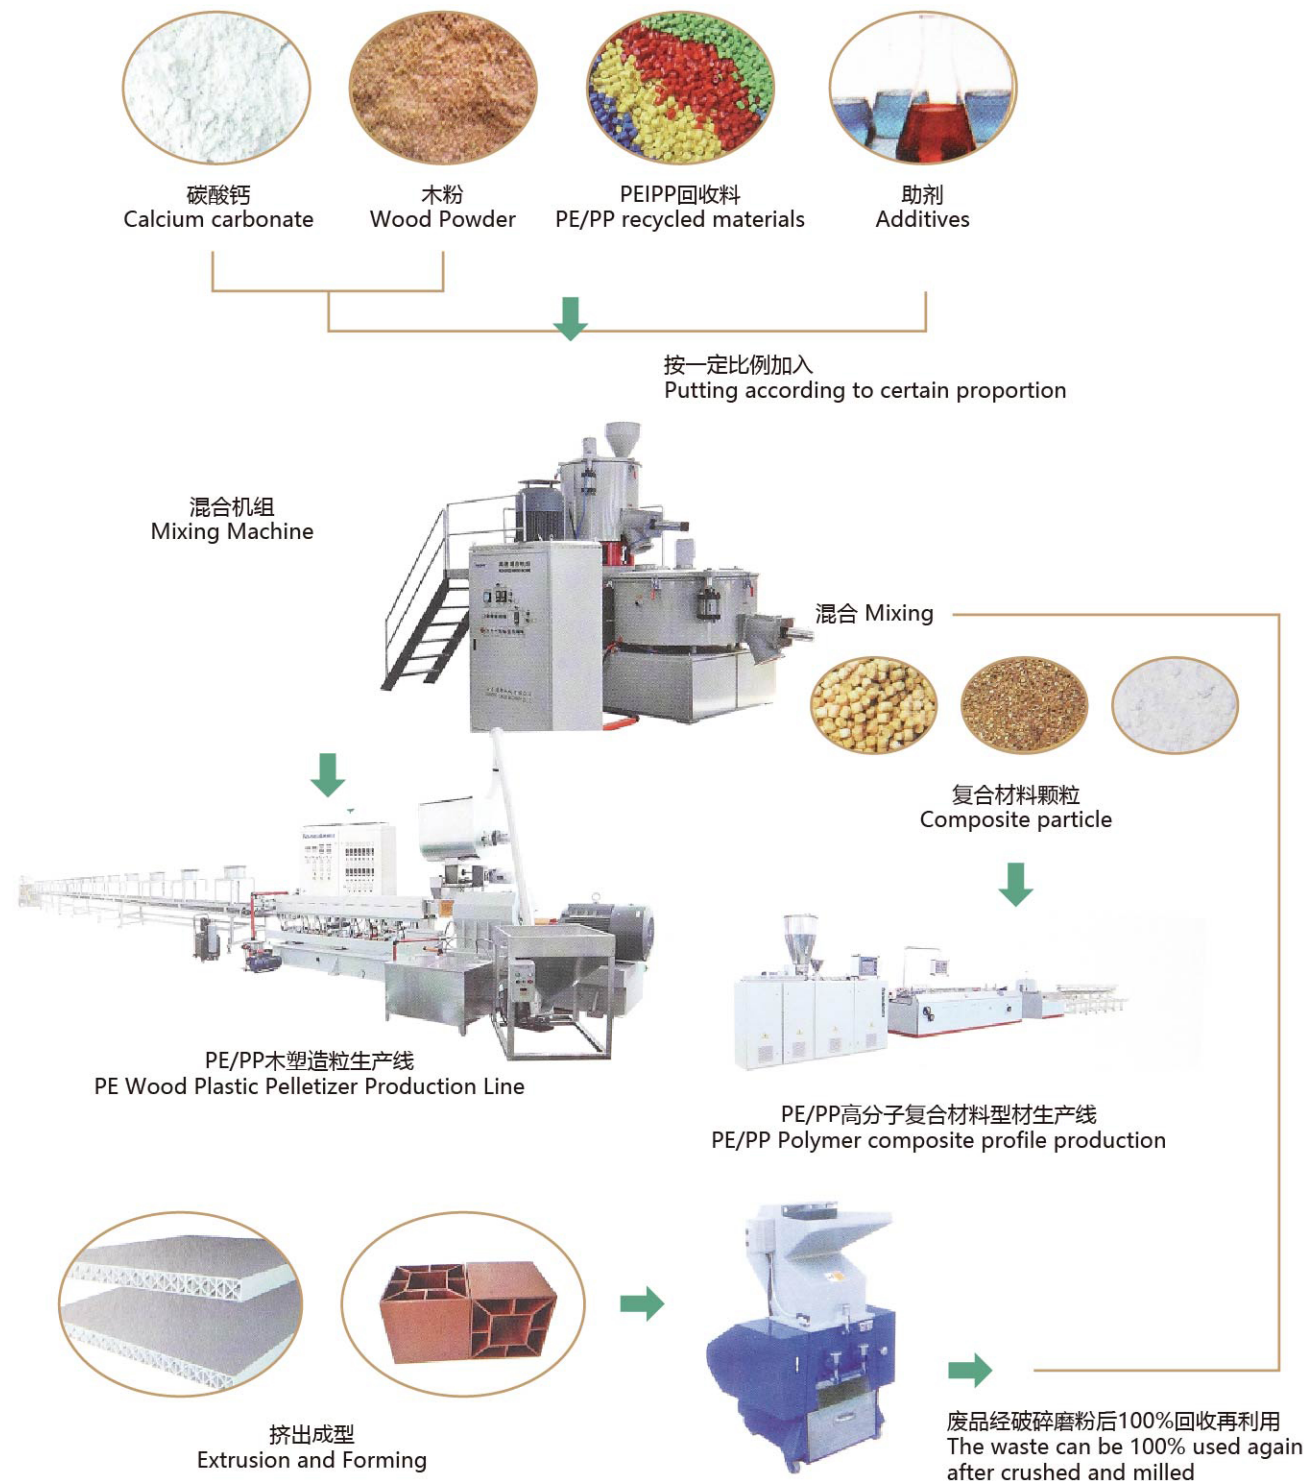 碳酸钙
Calcium carbonate
木粉
Wood Powder
PEIPP回收料
PE/PP recycled materials
助剂
Additives
按一定比例加入
Putting according to certain proportion
混合机组
Mixing Machine
混合 Mixing
复合材料颗粒
Composite particle
PE/PP木塑造粒生产线
PE Wood Plastic Pelletizer Production Line
PE/PP高分子复合材料型材生产线
PE/PP Polymer composite profile production
挤出成型
Extrusion and Forming
废品经破碎磨粉后100%回收再利用
The waste can be 100% used again
after crushed and milled